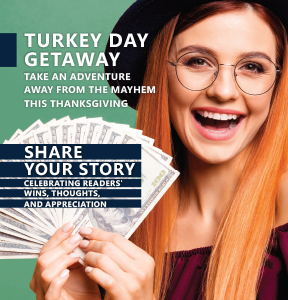 TURKEY DAY
GETAWAY
TAKE AN ADVENTURE
AWAY FROM THE MAYHEM
THIS THANKSGIVING
SHARE
YOUR STORY
CELEBRATING READERS'
WINS, THOUGHTS,
AND APPRECIATION
100